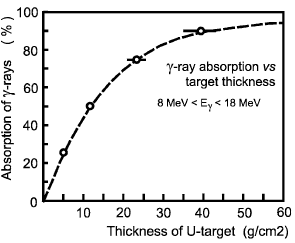 100
80
60
40
20
0
Absorption of γ-rays ( % )
γ-ray absorption vs
target thickness
8 MeV < Eγ < 18 MeV
0 10 20 30 40 50 60
Thickness of U-target (g/cm2)